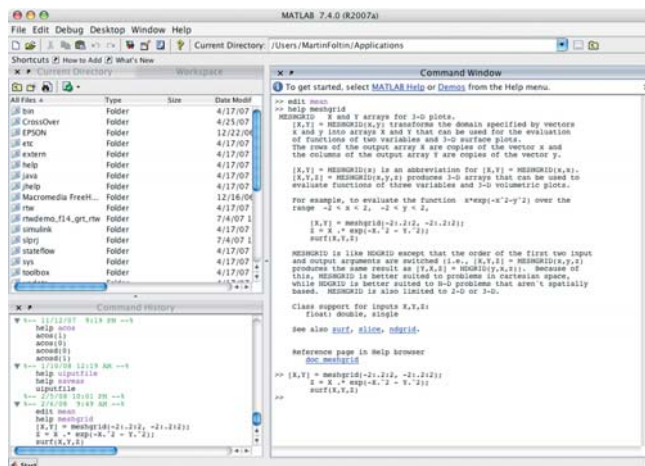 MATLAB 7.4.0 (R2007a)
File Edit Debug Desktop Window Help
Current Directory: /Users/MartinFoltin/Applications
Shortcuts How to Add What's New
Current Directory Workspace
All Files Type Size Date Modif
bin Folder 4/17/07
CrossOver Folder 4/25/07
EPSON Folder 12/22/06
etc Folder 4/17/07
extern Folder 4/17/07
help Folder 4/17/07
java Folder 4/17/07
jhelp Folder 4/17/07
Macromedia FreeH... Folder 12/16/06
rtw Folder 4/17/07
rtwdemo_f14_grt_rtw Folder 7/4/07 1
simulink Folder 4/17/07
slprj Folder 7/4/07 1
stateflow Folder 4/17/07
sys Folder 4/17/07
toolbox Folder 4/17/07
Command History
%-- 11/12/07 9:19 PM --%
help acos
acos(1)
acos(0)
acosd(0)
acosd(1)
%-- 1/10/08 12:19 AM --%
help uiputfile
help saveas
uiputfile
%-- 2/5/08 10:01 PM --%
%-- 2/6/08 9:49 AM --%
edit mean
help meshgrid
[X,Y] = meshgrid(-2:.2:2, -2:.2:2);
Z = X .* exp(-X.^2 - Y.^2);
surf(X,Y,Z)
Start
Command Window
To get started, select MATLAB Help or Demos from the Help menu.
>> edit mean
>> help meshgrid
MESHGRID X and Y arrays for 3-D plots.
[X,Y] = MESHGRID(x,y) transforms the domain specified by vectors
x and y into arrays X and Y that can be used for the evaluation
of functions of two variables and 3-D surface plots.
The rows of the output array X are copies of the vector x and
the columns of the output array Y are copies of the vector y.
[X,Y] = MESHGRID(x) is an abbreviation for [X,Y] = MESHGRID(x,x).
[X,Y,Z] = MESHGRID(x,y,z) produces 3-D arrays that can be used to
evaluate functions of three variables and 3-D volumetric plots.
For example, to evaluate the function x*exp(-x^2-y^2) over the
range -2 < x < 2, -2 < y < 2,
[X,Y] = meshgrid(-2:.2:2, -2:.2:2);
Z = X .* exp(-X.^2 - Y.^2);
surf(X,Y,Z)
MESHGRID is like NDGRID except that the order of the first two input
and output arguments are switched (i.e., [X,Y,Z] = MESHGRID(x,y,z)
produces the same result as [Y,X,Z] = NDGRID(y,x,z)). Because of
this, MESHGRID is better suited to problems in cartesian space,
while NDGRID is better suited to N-D problems that aren't spatially
based. MESHGRID is also limited to 2-D or 3-D.
Class support for inputs X,Y,Z:
float: double, single
See also surf, slice, ndgrid.
Reference page in Help browser
doc meshgrid
>> [X,Y] = meshgrid(-2:.2:2, -2:.2:2);
Z = X .* exp(-X.^2 - Y.^2);
surf(X,Y,Z)
>>